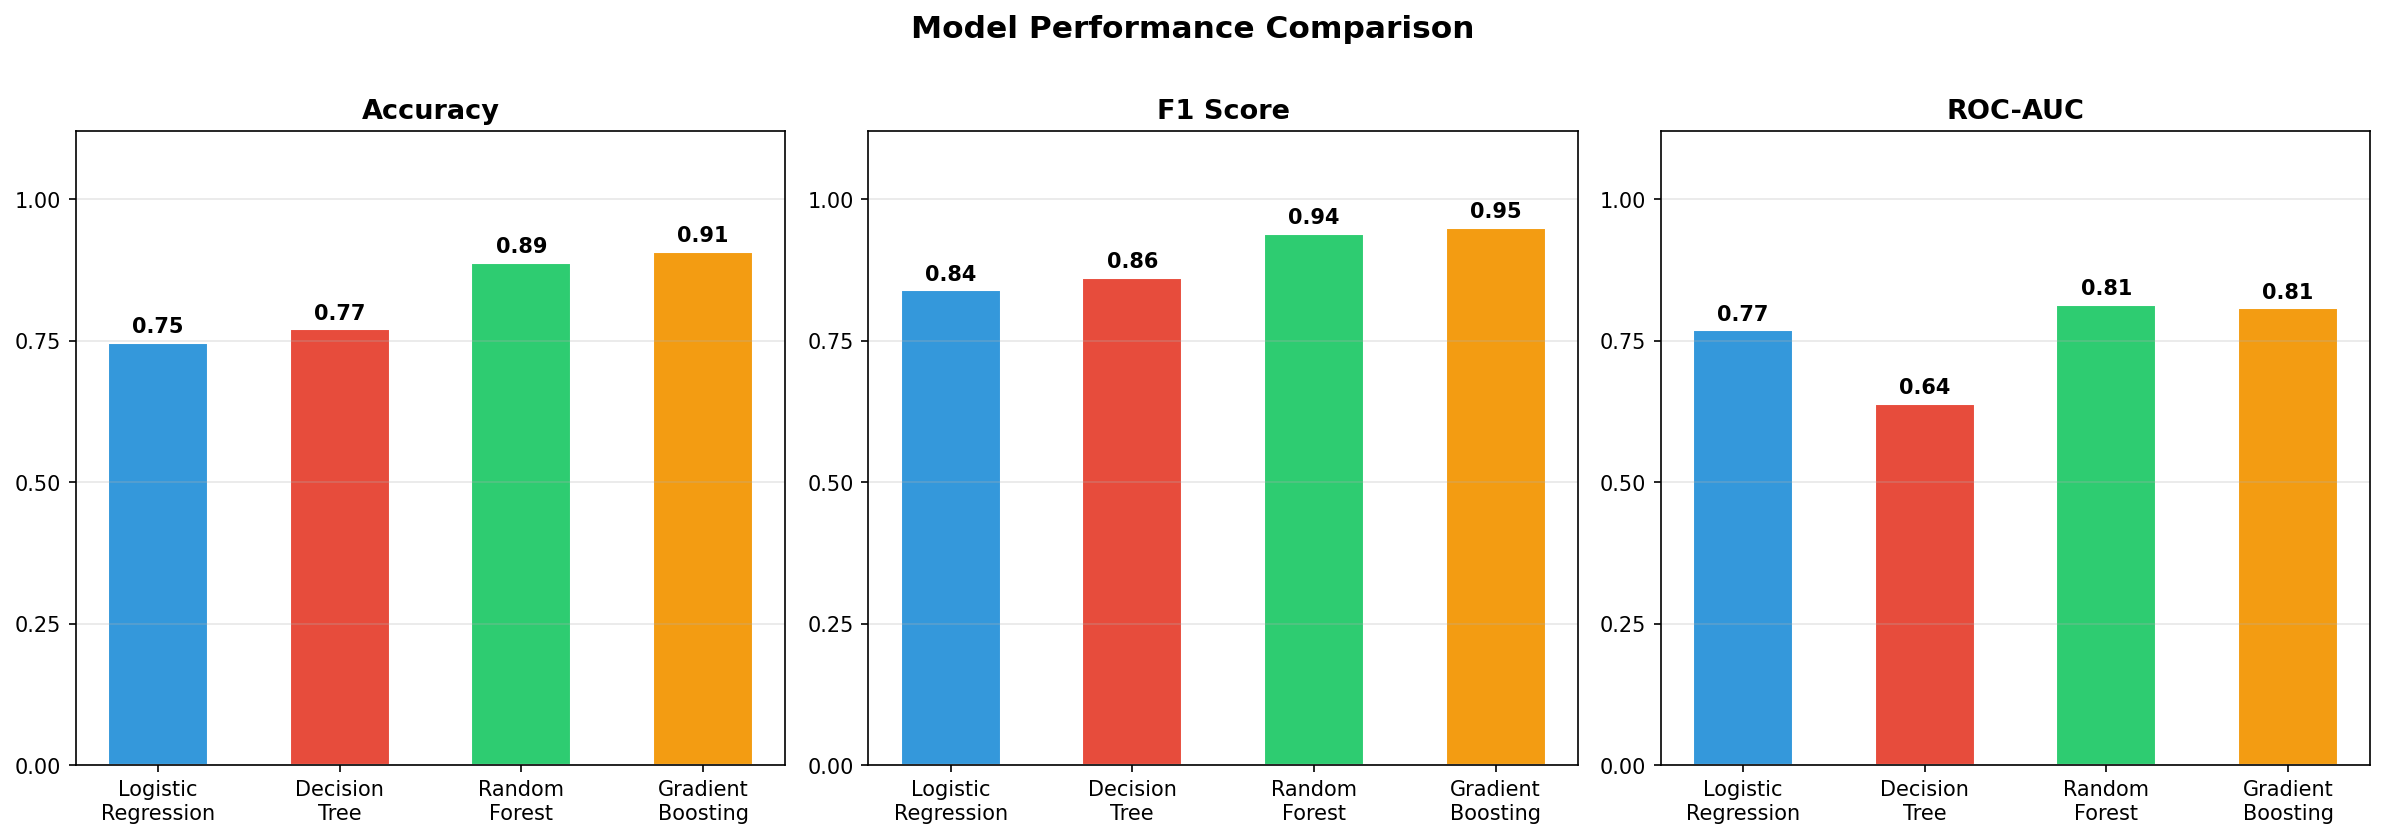 Model Performance Comparison
Accuracy
1.00
0.75
0.50
0.25
0.00
0.75
0.77
0.89
0.91
Logistic
Regression
Decision
Tree
Random
Forest
Gradient
Boosting
F1 Score
1.00
0.75
0.50
0.25
0.00
0.84
0.86
0.94
0.95
Logistic
Regression
Decision
Tree
Random
Forest
Gradient
Boosting
ROC-AUC
1.00
0.75
0.50
0.25
0.00
0.77
0.64
0.81
0.81
Logistic
Regression
Decision
Tree
Random
Forest
Gradient
Boosting